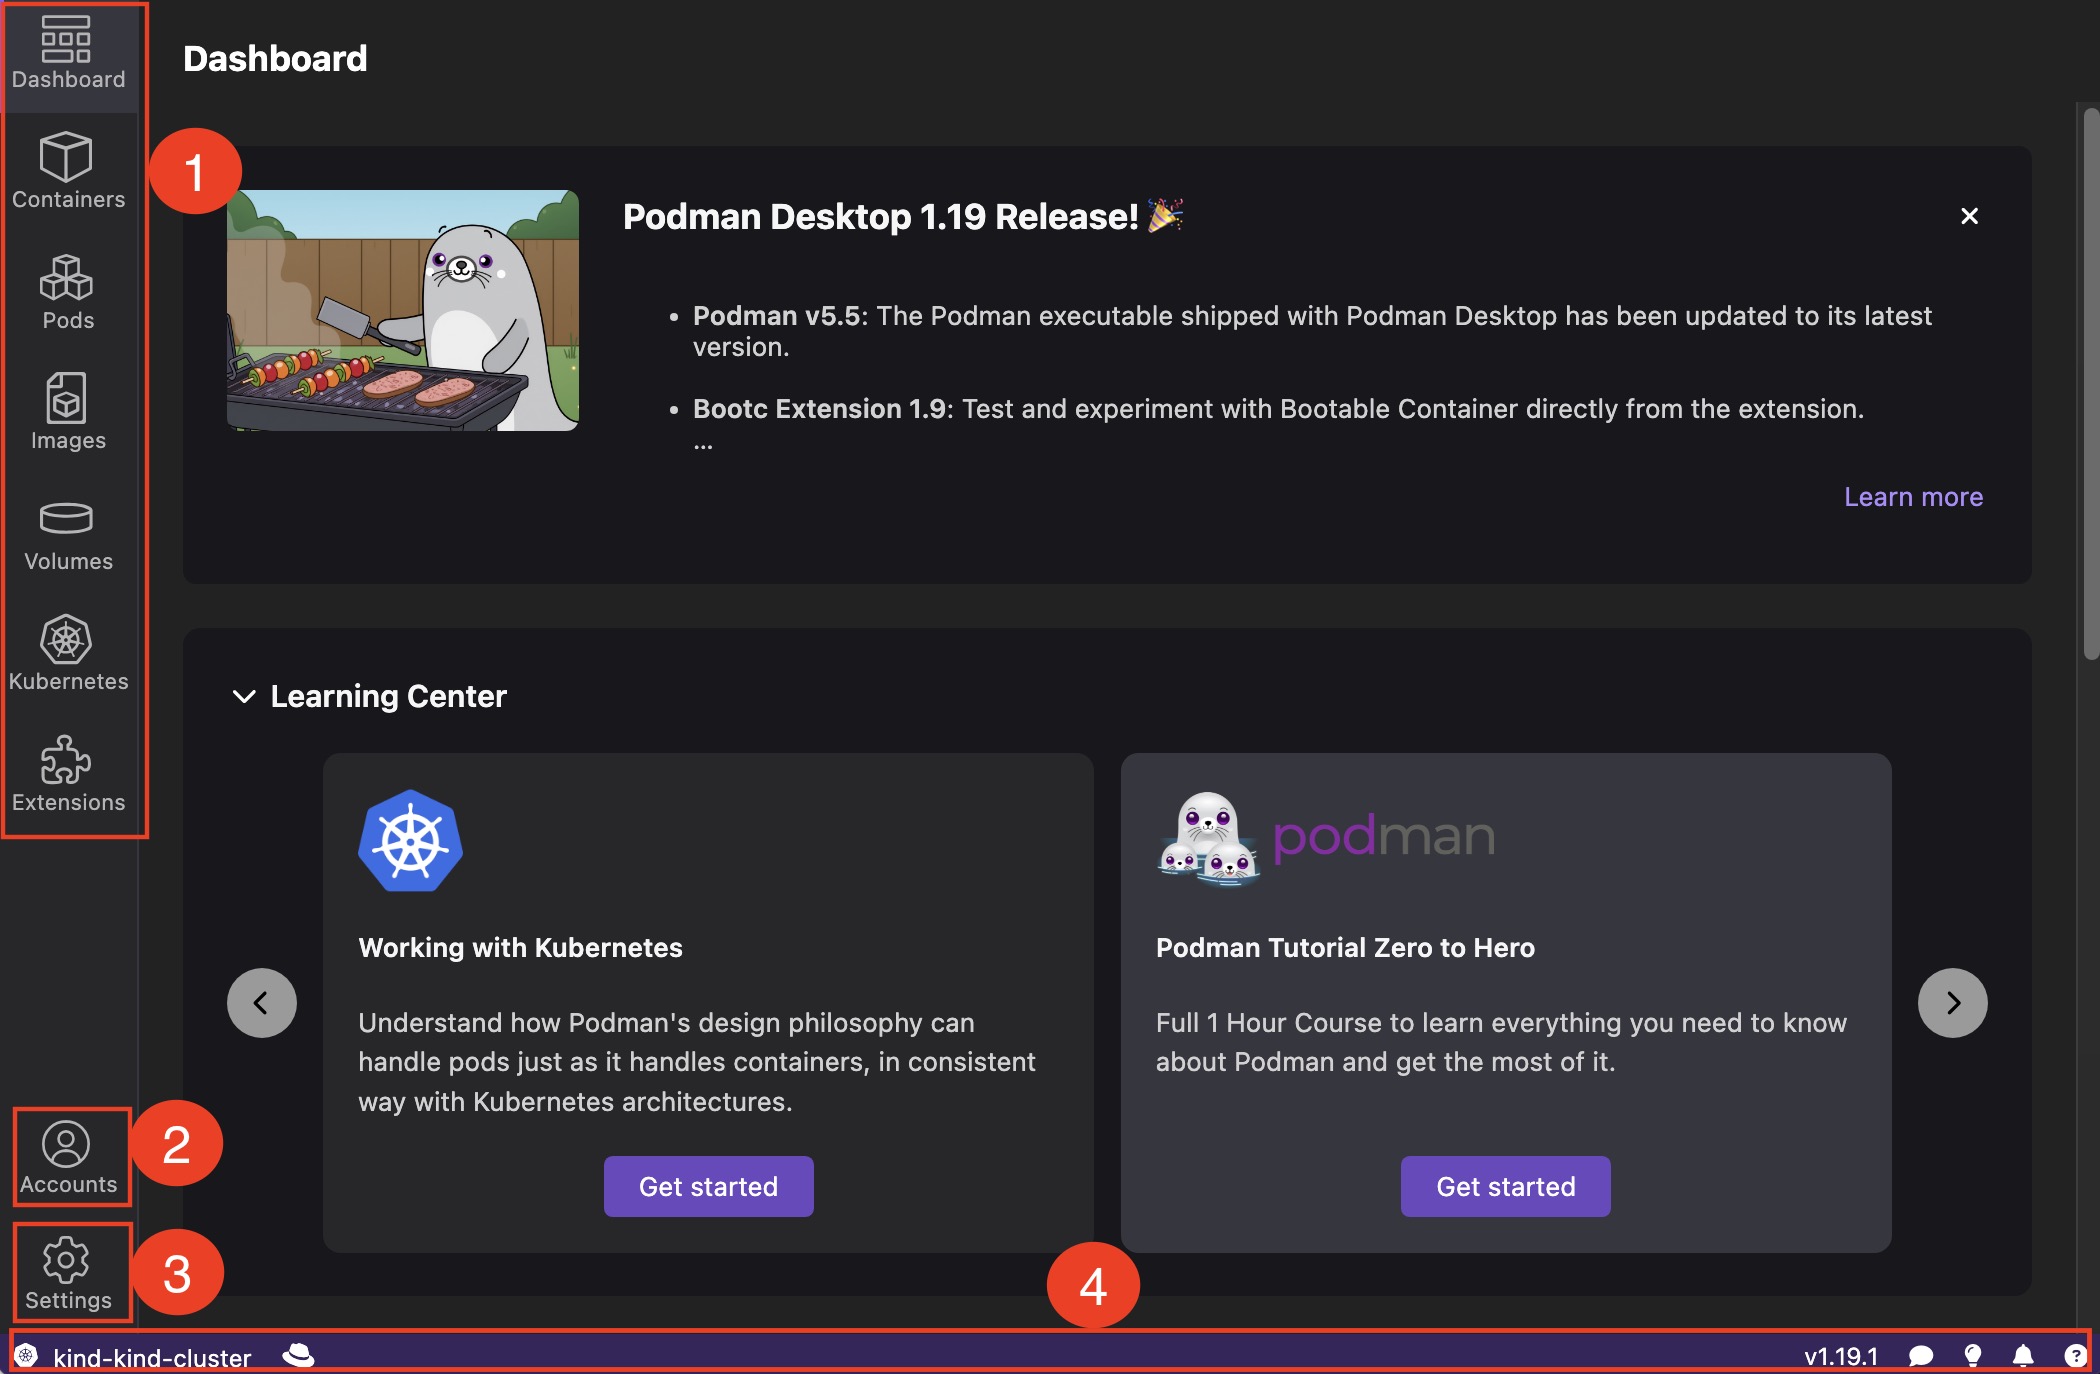 Dashboard
Containers
Pods
Images
Volumes
Kubernetes
Extensions
1
Accounts
2
Settings
3
Dashboard
Podman Desktop 1.19 Release!
• Podman v5.5: The Podman executable shipped with Podman Desktop has been updated to its latest
version.
• Bootc Extension 1.9: Test and experiment with Bootable Container directly from the extension.
...
Learn more
Learning Center
Working with Kubernetes
Understand how Podman's design philosophy can
handle pods just as it handles containers, in consistent
way with Kubernetes architectures.
Get started
podman
Podman Tutorial Zero to Hero
Full 1 Hour Course to learn everything you need to know
about Podman and get the most of it.
Get started
4
kind-kind-cluster
v1.19.1
?